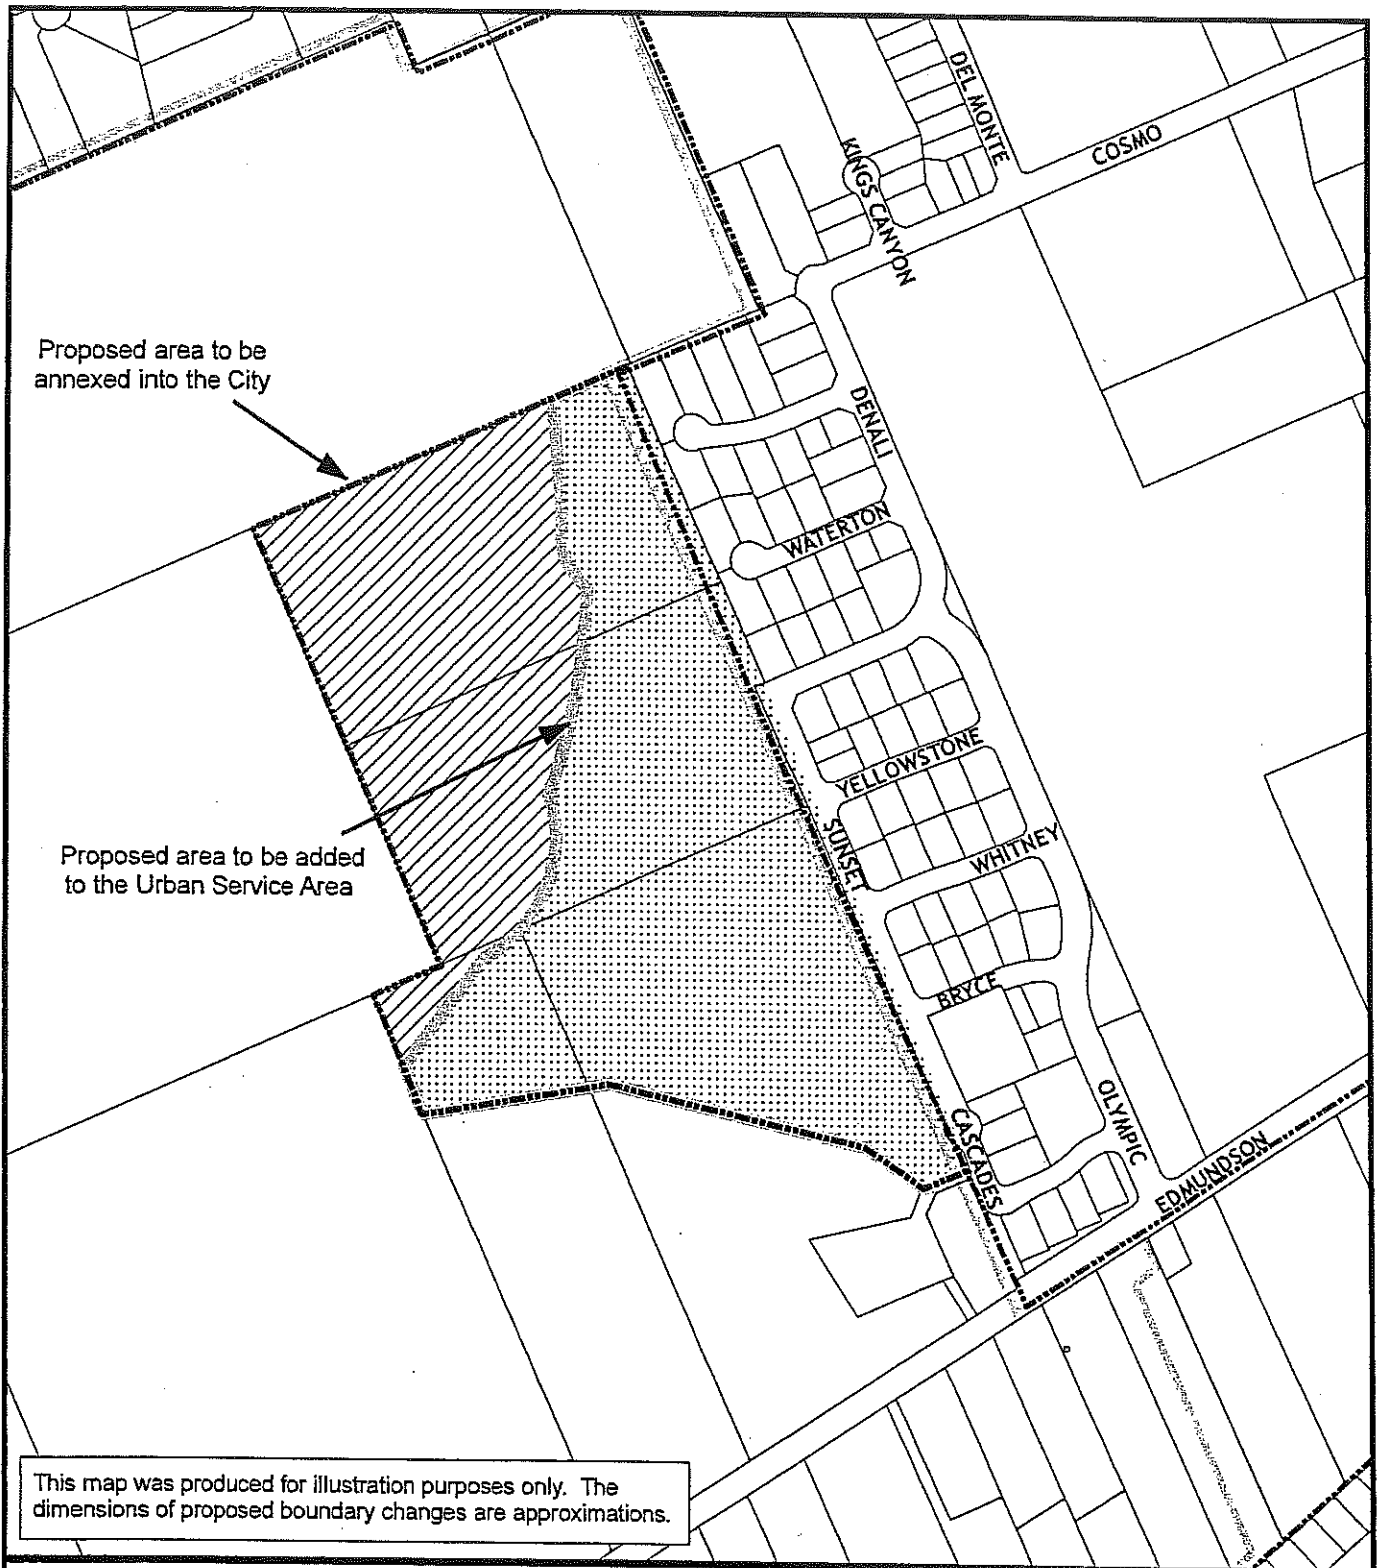 DEL MONTE
COSMO
KINGS CANYON
Proposed area to be
annexed into the City
DENALI
WATERTON
YELLOWSTONE
SUNSET
WHITNEY
Proposed area to be added
to the Urban Service Area
BRYCE
OLYMPIC
CASCADES
EDMUNDSON
This map was produced for illustration purposes only. The
dimensions of proposed boundary changes are approximations.